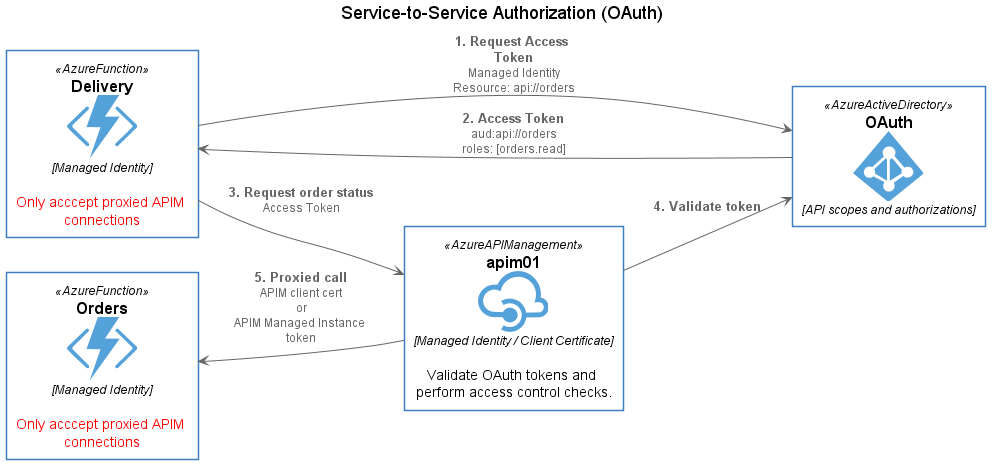 Service-to-Service Authorization (OAuth)
1. Request Access
Token
Managed Identity
Resource: api://orders
«AzureFunction»
Delivery
[Managed Identity]
Only acccept proxied APIM
connections
2. Access Token
aud:api://orders
roles: [orders.read]
«AzureActiveDirectory»
OAuth
[API scopes and authorizations]
3. Request order status
Access Token
4. Validate token
«AzureAPIManagement»
apim01
[Managed Identity / Client Certificate]
Validate OAuth tokens and
perform access control checks.
5. Proxied call
APIM client cert
or
APIM Managed Instance
token
«AzureFunction»
Orders
[Managed Identity]
Only acccept proxied APIM
connections